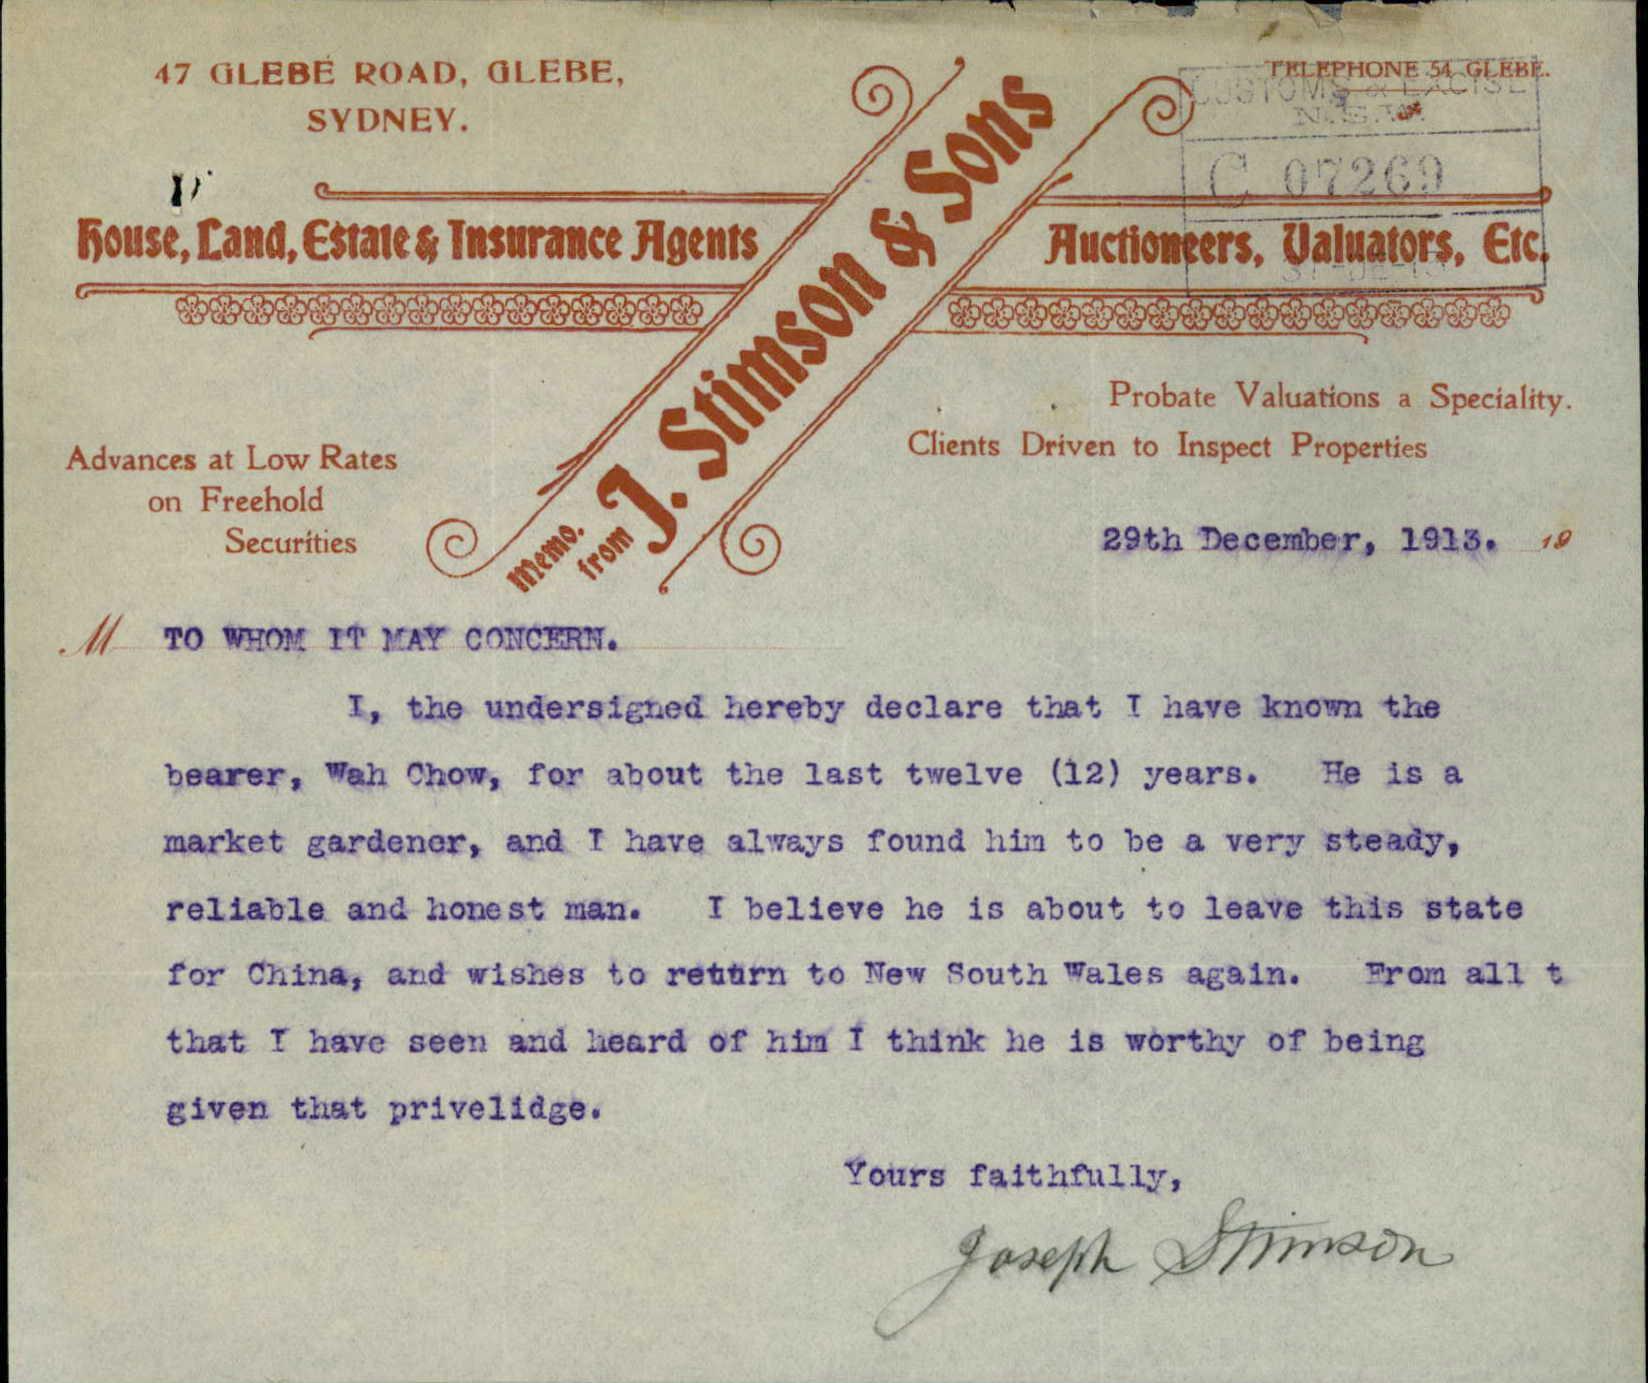 47 GLEBE ROAD, GLEBE,
SYDNEY.
TELEPHONE 54 GLEBE.
CUSTOMS & EXCISE
N.S.W.
C 07269
House, Land, Estate & Insurance Agents
Auctioneers, Valuators, Etc.
Memo. from J. Stimson & Sons
Advances at Low Rates
on Freehold
Securities
Probate Valuations a Speciality.
Clients Driven to Inspect Properties
29th December, 1913. 19
M TO WHOM IT MAY CONCERN.
I, the undersigned hereby declare that I have known the
bearer, Wah Chow, for about the last twelve (12) years. He is a
market gardener, and I have always found him to be a very steady,
reliable and honest man. I believe he is about to leave this state
for China, and wishes to return to New South Wales again. From all t
that I have seen and heard of him I think he is worthy of being
given that privelidge.
Yours faithfully,
Joseph Stimson